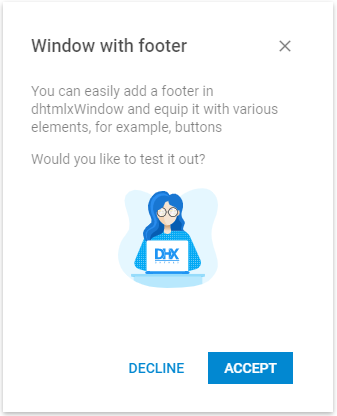 Window with footer
You can easily add a footer in
dhtmlxWindow and equip it with various
elements, for example, buttons
Would you like to test it out?
DHX
DECLINE
ACCEPT